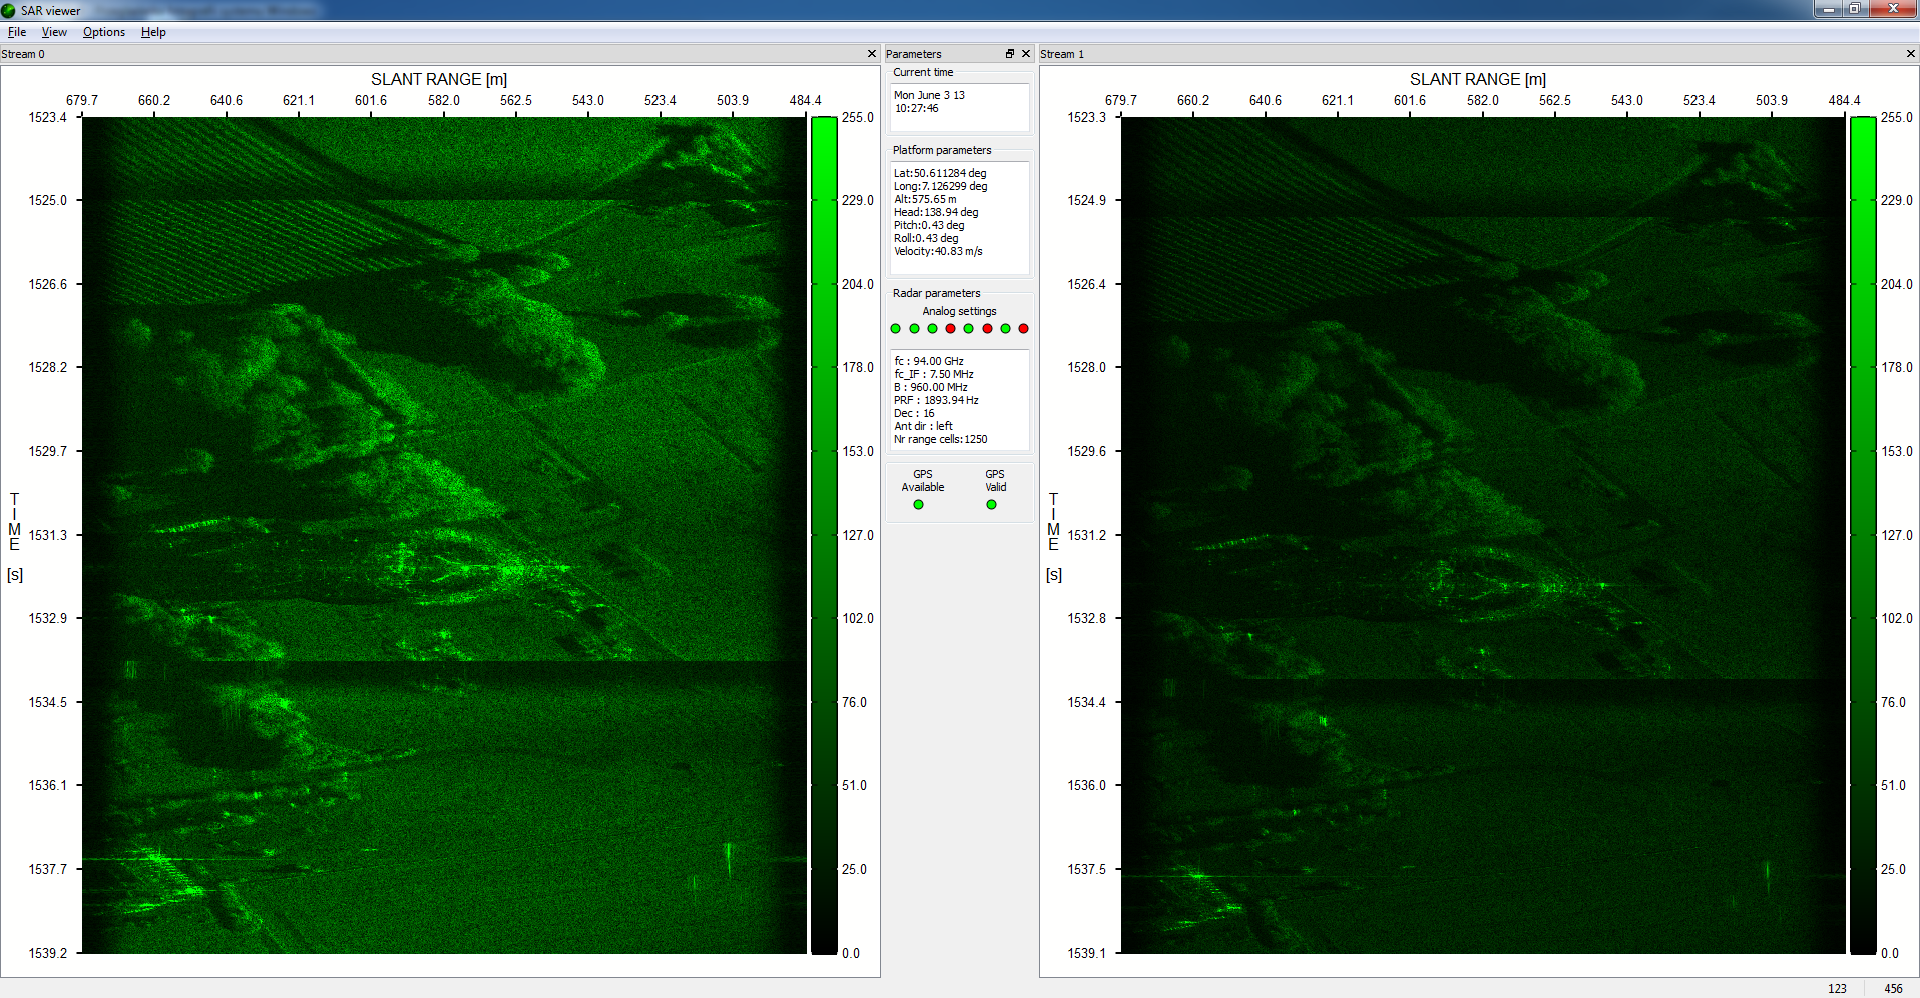 SAR viewer
File View Options Help
Stream 0
SLANT RANGE [m]
679.7 660.2 640.6 621.1 601.6 582.0 562.5 543.0 523.4 503.9 484.4
1523.4
1525.0
1526.6
1528.2
1529.7
1531.3
1532.9
1534.5
1536.1
1537.7
1539.2
TIME
[s]
255.0
229.0
204.0
178.0
153.0
127.0
102.0
76.0
51.0
25.0
0.0
Parameters
Current time
Mon June 3 13
10:27:46
Platform parameters
Lat:50.611284 deg
Long:7.126299 deg
Alt:575.65 m
Head:138.94 deg
Pitch:0.43 deg
Roll:0.43 deg
Velocity:40.83 m/s
Radar parameters
Analog settings
fc : 94.00 GHz
fc_IF : 7.50 MHz
B : 960.00 MHz
PRF : 1893.94 Hz
Dec : 16
Ant dir : left
Nr range cells:1250
GPS Available
GPS Valid
Stream 1
SLANT RANGE [m]
679.7 660.2 640.6 621.1 601.6 582.0 562.5 543.0 523.4 503.9 484.4
1523.3
1524.9
1526.4
1528.0
1529.6
1531.2
1532.8
1534.4
1536.0
1537.5
1539.1
TIME
[s]
255.0
229.0
204.0
178.0
153.0
127.0
102.0
76.0
51.0
25.0
0.0
123 456